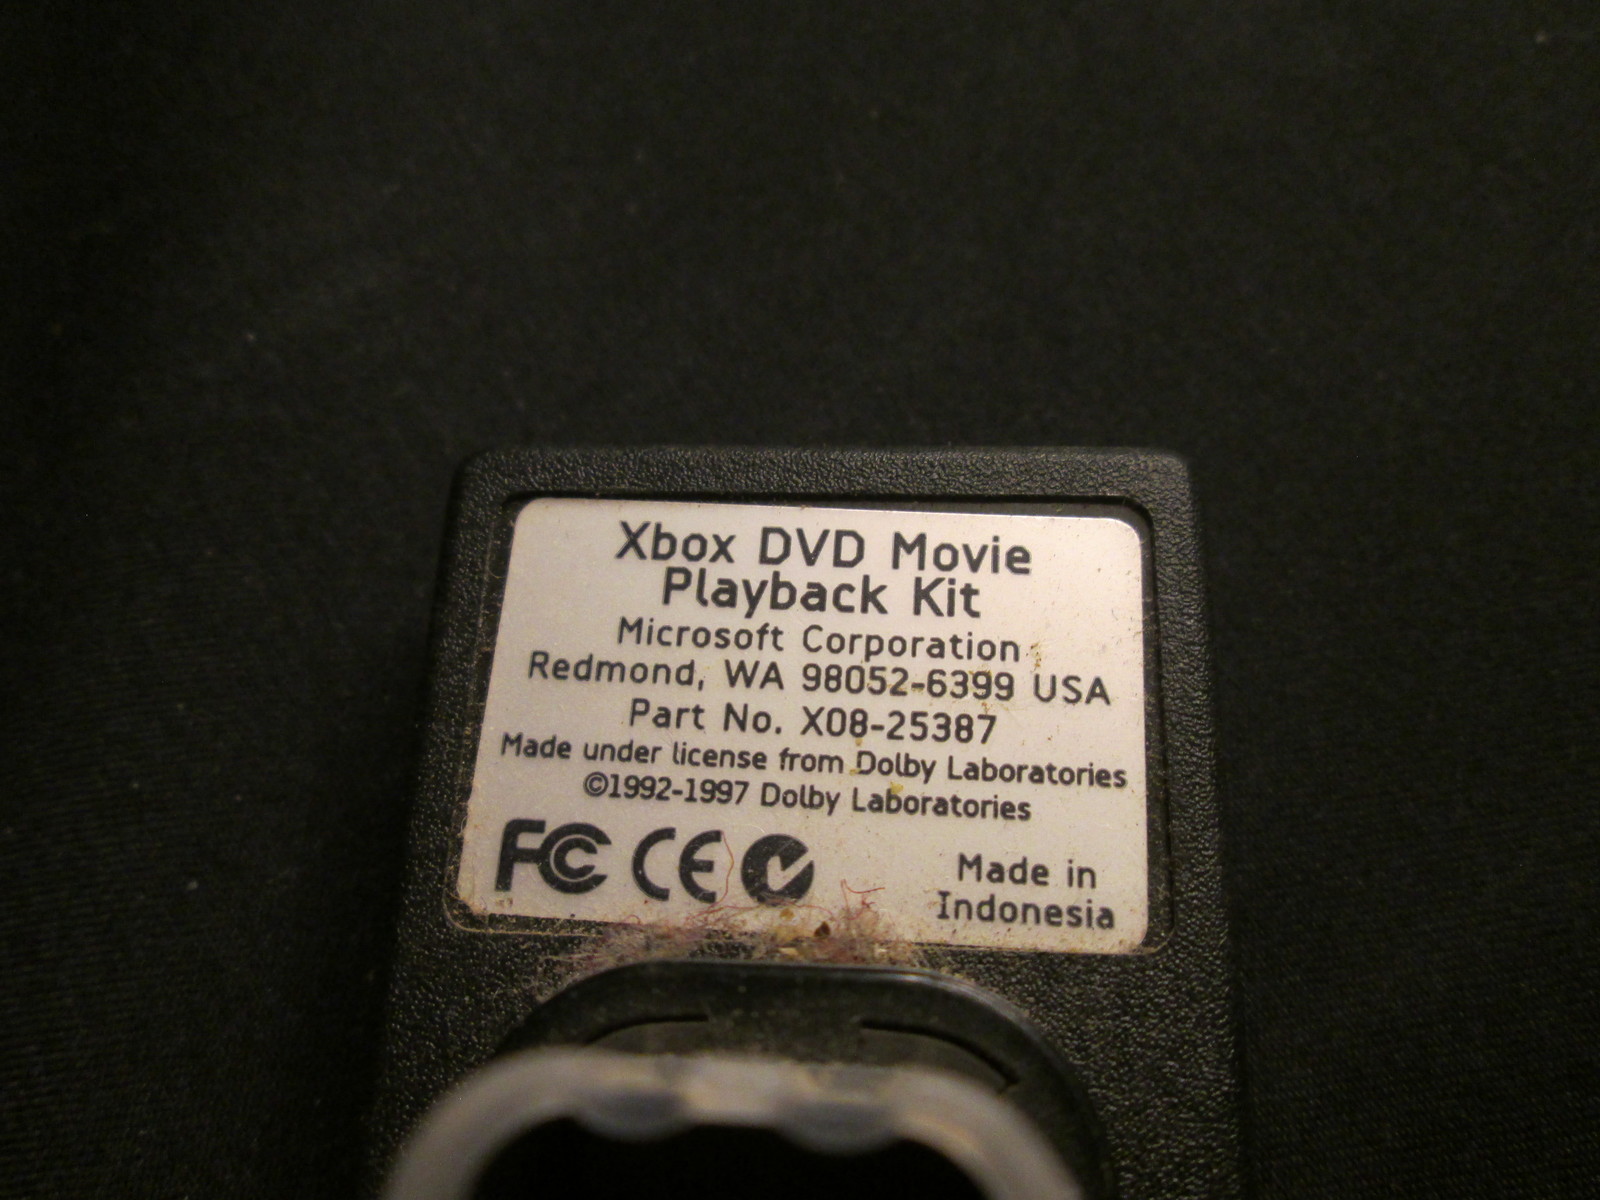 Xbox DVD Movie
Playback Kit
Microsoft Corporation
Redmond, WA 98052-6399 USA
Part No. X08-25387
Made under license from Dolby Laboratories
©1992-1997 Dolby Laboratories
FC CE
Made in
Indonesia